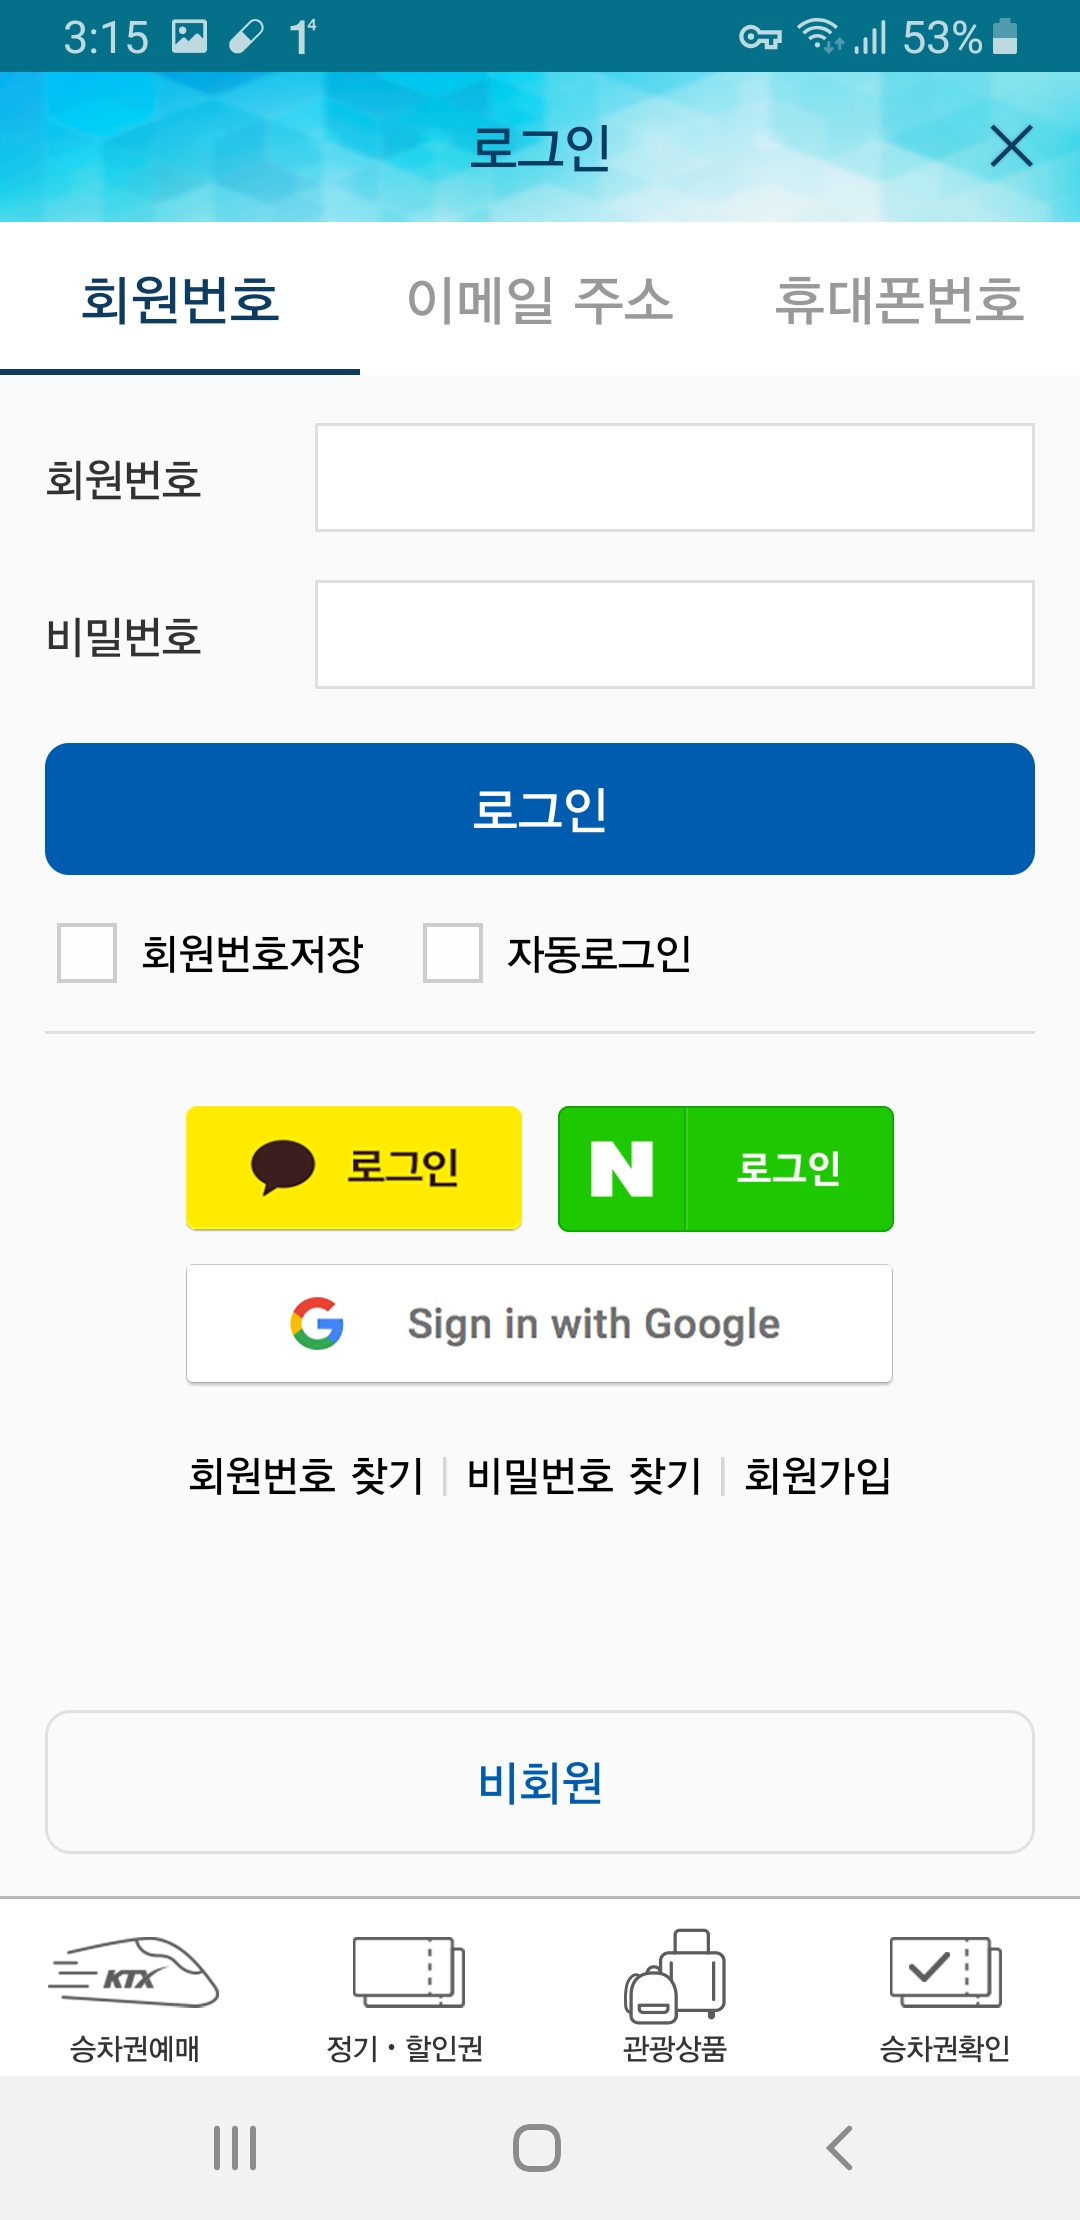 3:15 1 4 53%
로그인
회원번호 이메일 주소 휴대폰번호
회원번호
비밀번호
로그인
회원번호저장 자동로그인
로그인 N 로그인
G Sign in with Google
회원번호 찾기 | 비밀번호 찾기 | 회원가입
비회원
KTX
승차권예매 정기·할인권 관광상품 승차권확인